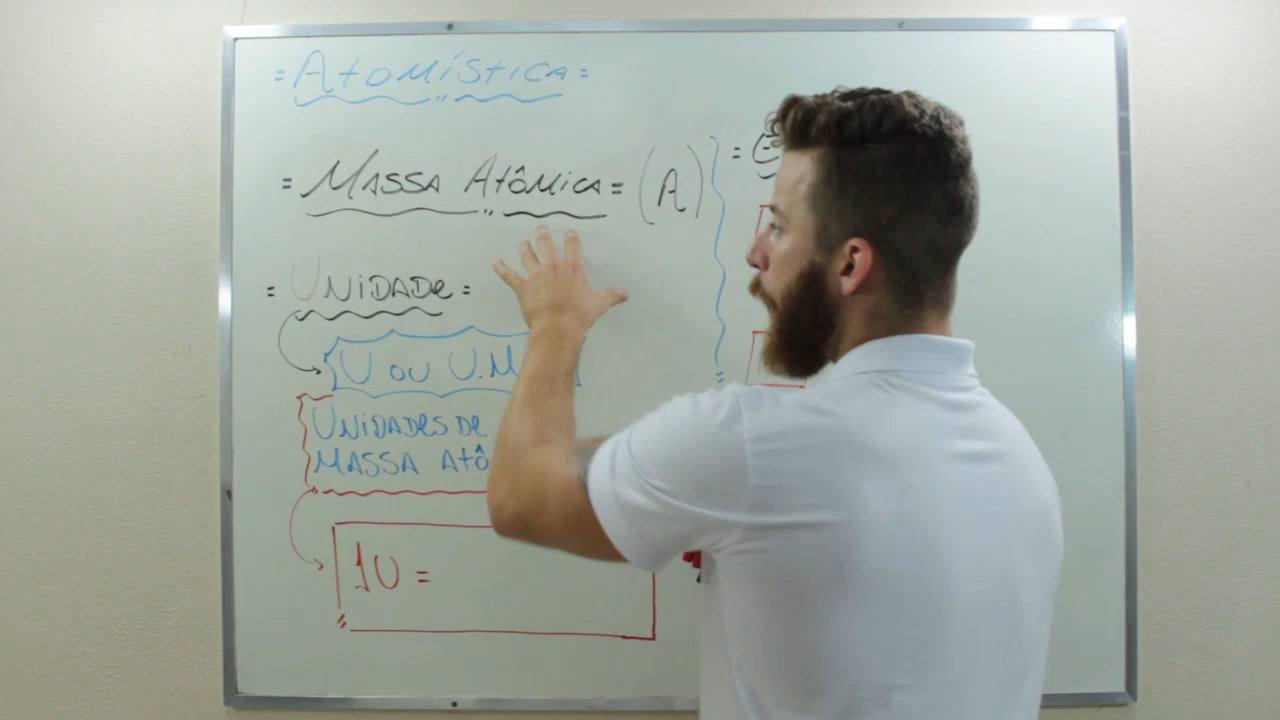 = Atomística =
= Massa Atômica = (A)
=
= Unidade =
U ou U.M
Unidades de
massa atô
1U =